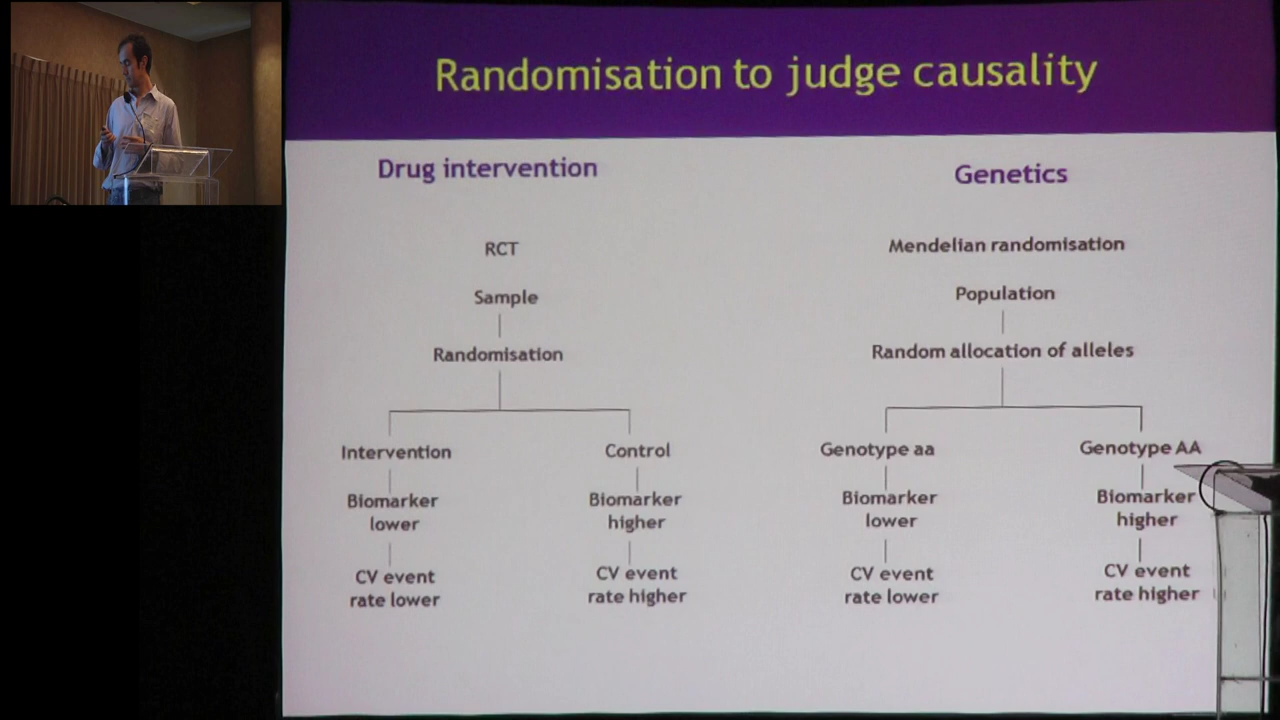 Randomisation to judge causality
Drug intervention
RCT
Sample
Randomisation
Intervention
Control
Biomarker
lower
Biomarker
higher
CV event
rate lower
CV event
rate higher
Genetics
Mendelian randomisation
Population
Random allocation of alleles
Genotype aa
Genotype AA
Biomarker
lower
Biomarker
higher
CV event
rate lower
CV event
rate higher